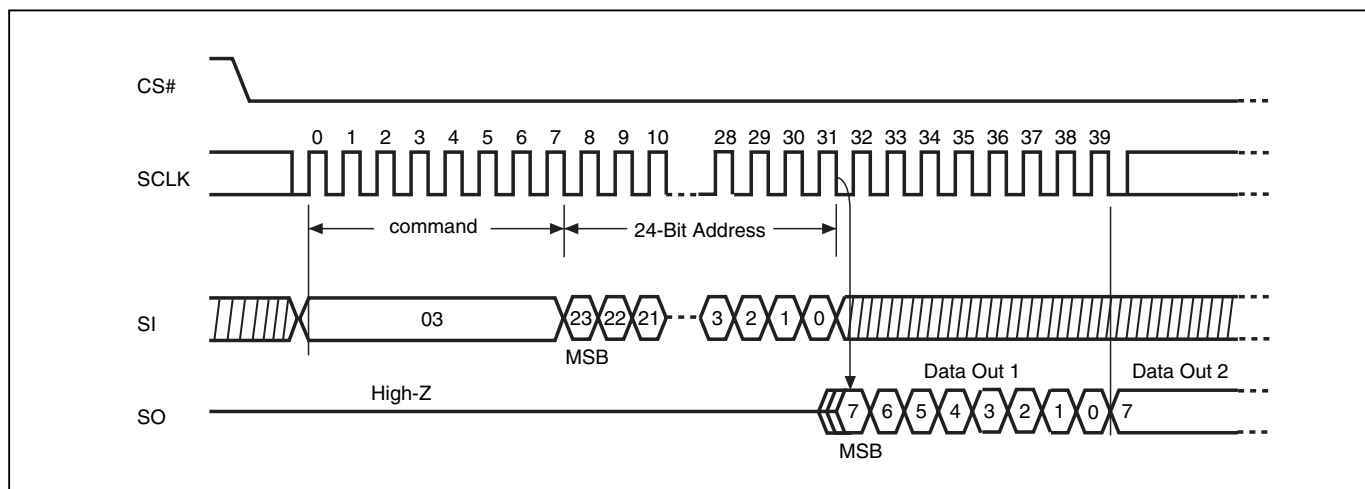 CS#
0 1 2 3 4 5 6 7 8 9 10 28 29 30 31 32 33 34 35 36 37 38 39
SCLK
command 24-Bit Address
SI 03 23 22 21 3 2 1 0
MSB
High-Z Data Out 1 Data Out 2
SO 7 6 5 4 3 2 1 0 7
MSB